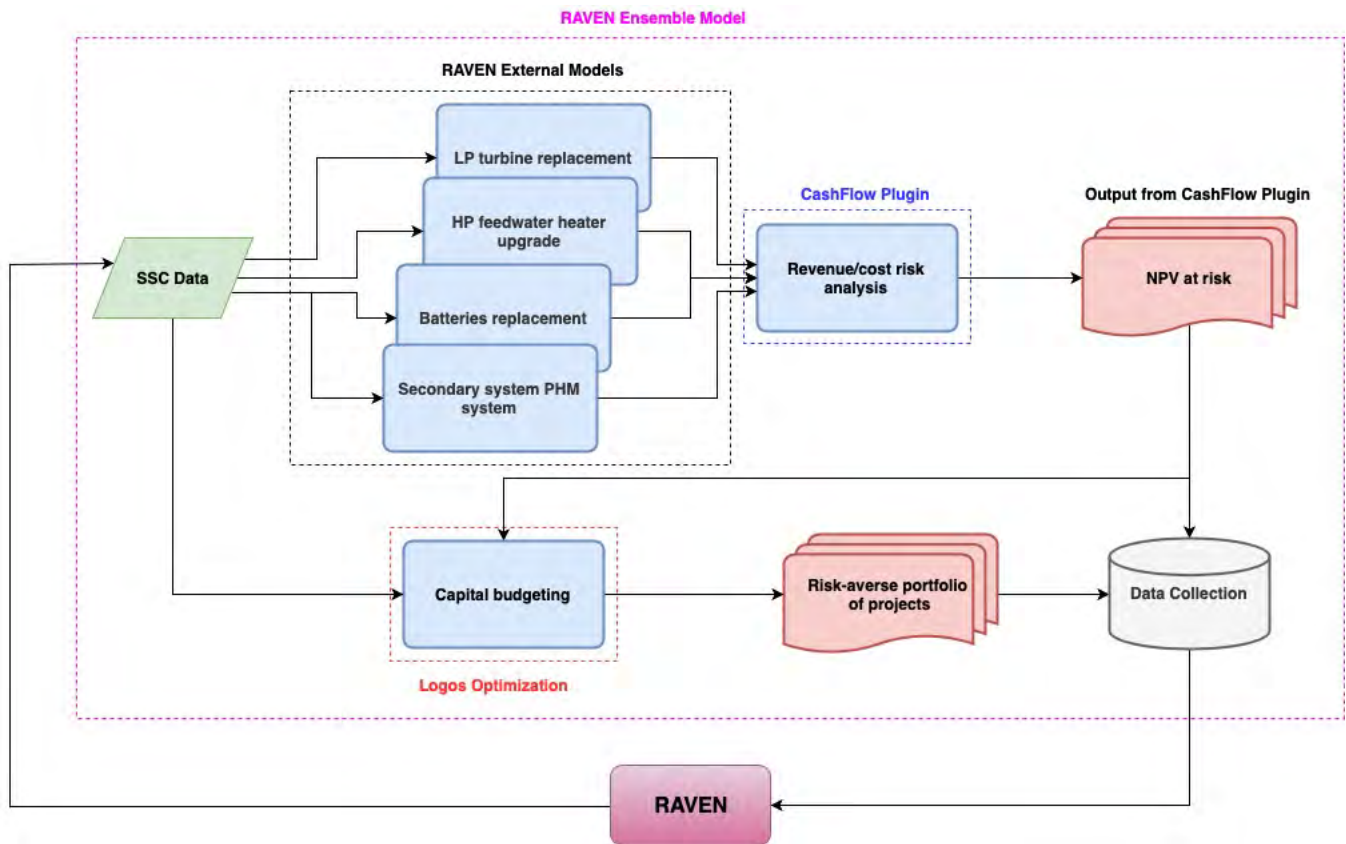 RAVEN Ensemble Model
RAVEN External Models
LP turbine replacement
HP feedwater heater
upgrade
Batteries replacement
Secondary system PHM
system
SSC Data
CashFlow Plugin
Revenue/cost risk
analysis
Output from CashFlow Plugin
NPV at risk
Capital budgeting
Logos Optimization
Risk-averse portfolio
of projects
Data Collection
RAVEN